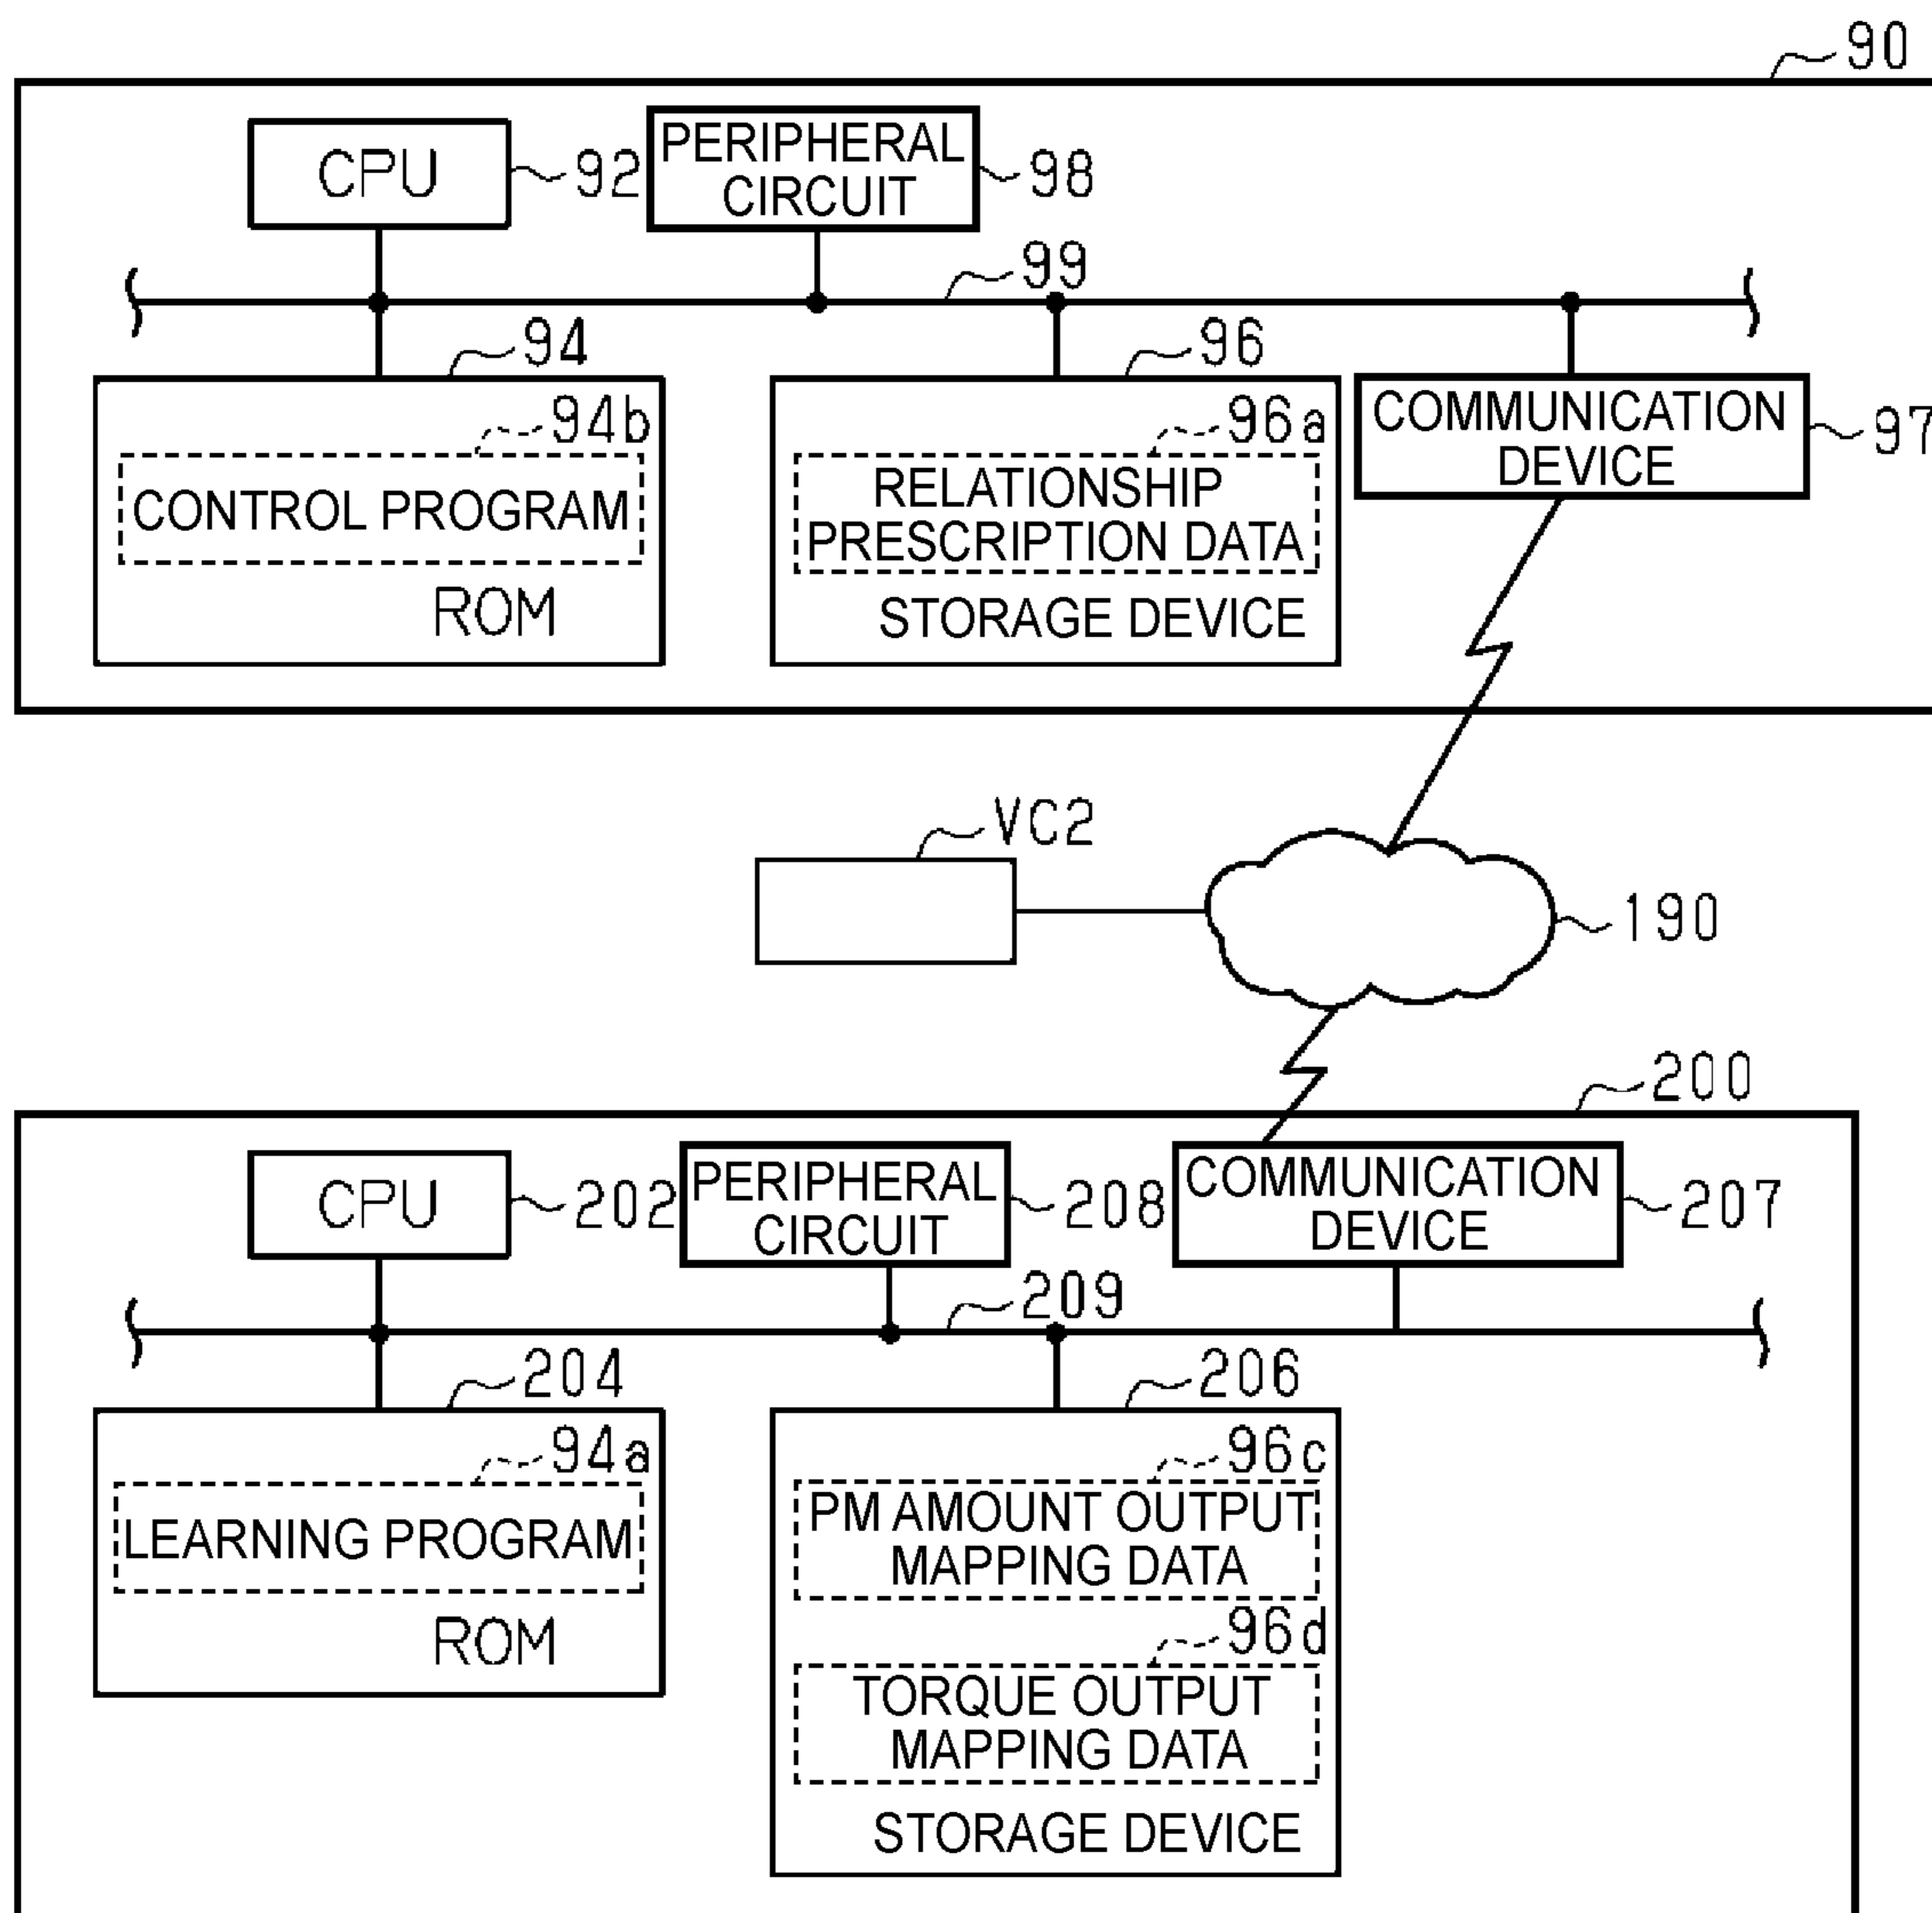 90
CPU
92
PERIPHERAL
CIRCUIT
98
99
94
94b
CONTROL PROGRAM
ROM
96
96a
RELATIONSHIP
PRESCRIPTION DATA
STORAGE DEVICE
COMMUNICATION
DEVICE
97
VC2
190
200
CPU
202
PERIPHERAL
CIRCUIT
208
COMMUNICATION
DEVICE
207
209
204
94a
LEARNING PROGRAM
ROM
206
96c
PM AMOUNT OUTPUT
MAPPING DATA
96d
TORQUE OUTPUT
MAPPING DATA
STORAGE DEVICE